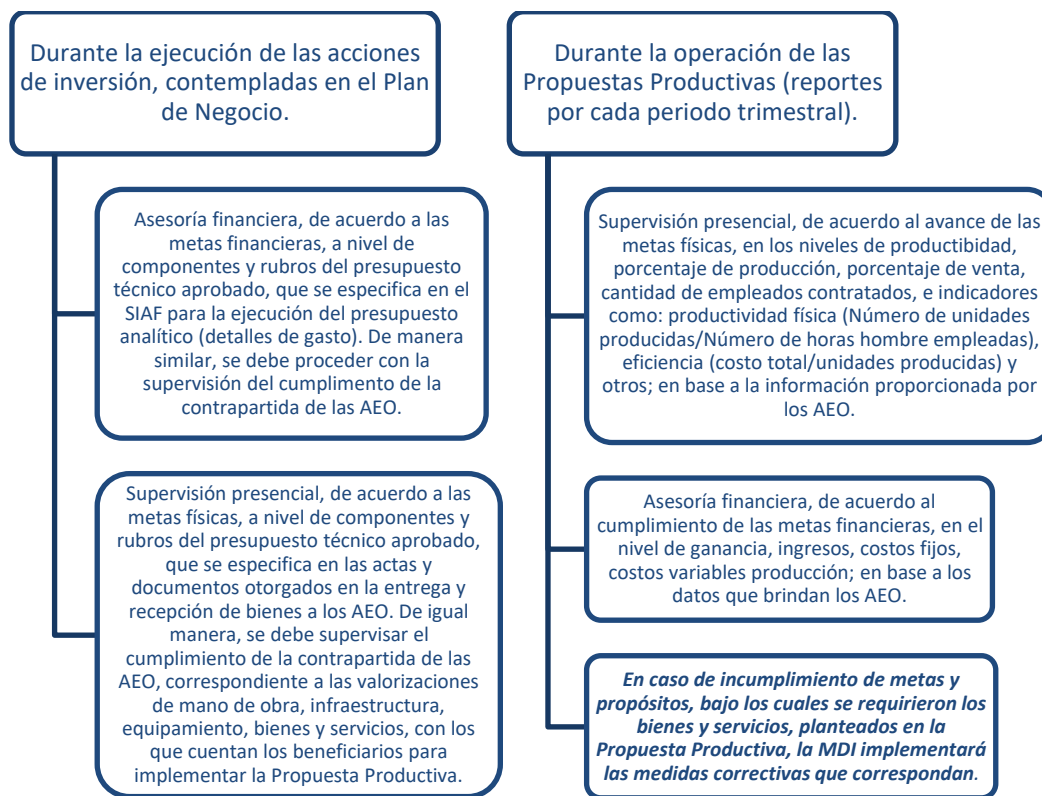 Durante la ejecución de las acciones
de inversión, contempladas en el Plan
de Negocio.
Asesoría financiera, de acuerdo a las
metas financieras, a nivel de
componentes y rubros del presupuesto
técnico aprobado, que se especifica en el
SIAF para la ejecución del presupuesto
analítico (detalles de gasto). De manera
similar, se debe proceder con la
supervisión del cumplimento de la
contrapartida de las AEO.
Supervisión presencial, de acuerdo a las
metas físicas, a nivel de componentes y
rubros del presupuesto técnico aprobado,
que se especifica en las actas y
documentos otorgados en la entrega y
recepción de bienes a los AEO. De igual
manera, se debe supervisar el
cumplimiento de la contrapartida de las
AEO, correspondiente a las valorizaciones
de mano de obra, infraestructura,
equipamiento, bienes y servicios, con los
que cuentan los beneficiarios para
implementar la Propuesta Productiva.
Durante la operación de las
Propuestas Productivas (reportes
por cada periodo trimestral).
Supervisión presencial, de acuerdo al avance de las
metas físicas, en los niveles de productibidad,
porcentaje de producción, porcentaje de venta,
cantidad de empleados contratados, e indicadores
como: productividad física (Número de unidades
producidas/Número de horas hombre empleadas),
eficiencia (costo total/unidades producidas) y
otros; en base a la información proporcionada por
los AEO.
Asesoría financiera, de acuerdo al
cumplimiento de las metas financieras, en el
nivel de ganancia, ingresos, costos fijos,
costos variables producción; en base a los
datos que brindan los AEO.
En caso de incumplimiento de metas y
propósitos, bajo los cuales se requirieron los
bienes y servicios, planteados en la
Propuesta Productiva, la MDI implementará
las medidas correctivas que correspondan.